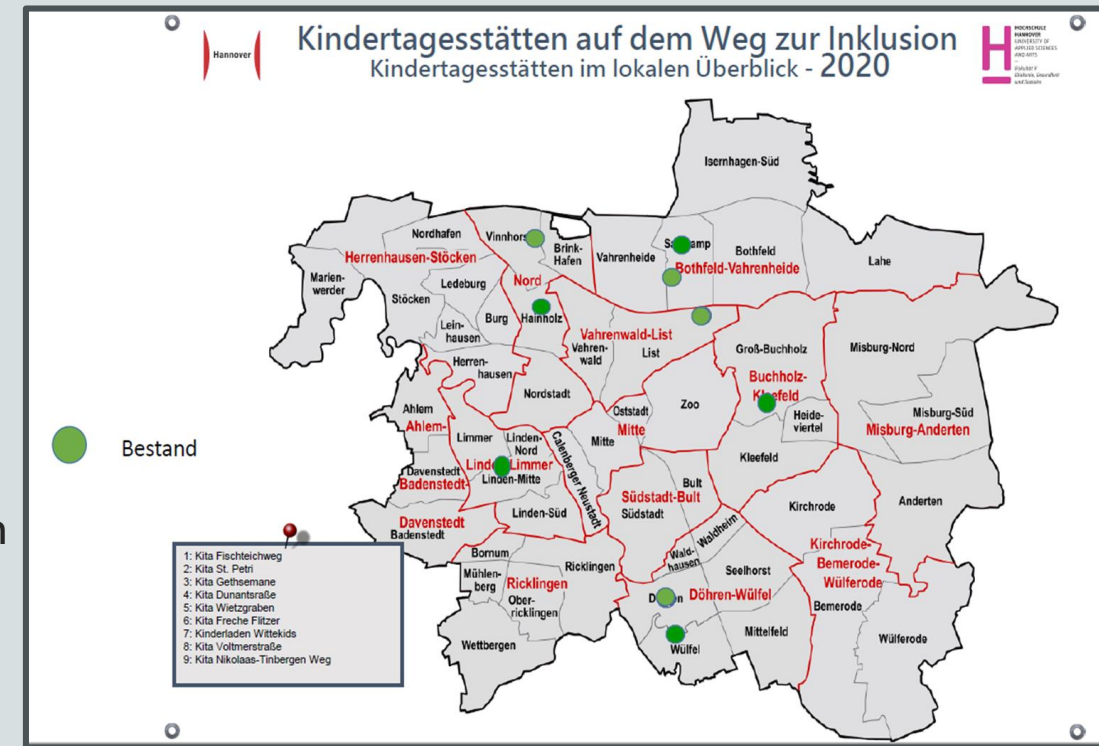 Hannover
Kindertagesstätten auf dem Weg zur Inklusion
Kindertagesstätten im lokalen Überblick - 2020
HOCHSCHULE
HANNOVER
UNIVERSITY OF
APPLIED SCIENCES
AND ARTS
Isernhagen-Süd
Nordhafen
Vinnhors
Brink-
Hafen
Vahrenheide
Bothfeld
Lahe
Herrenhausen-Stöcken
Bothfeld-Vahrenheide
Marien-
werder
Ledeburg
Nord
Stöcken
Burg
Hainholz
Lein-
hausen
Vahrenwald-List
Vahren-
wald
List
Groß-Buchholz
Misburg-Nord
Herren-
hausen
Buchholz-
Nordstadt
Zoo
Oststadt
Heide-
viertel
Ahlem
Ahlem-
Mitte
Mitte
Misburg-Süd
Misburg-Anderten
Limmer
Linden-
Nord
Calenberger Neustadt
Bestand
Davenstedt
Badenstedt-
Limmer
Linden-Mitte
Kleefeld
Bult
Südstadt-Bult
Südstadt
Kirchrode
Anderten
Linden-Süd
Davenstedt
Badenstedt
n
Waldheim
Wald-
hausen
Kirchrode-
Bemerode-
Wülferode
Bornum
Ricklingen
Seelhorst
Mühlen-
berg
Ricklingen
Ober-
ricklingen
Döhren-Wülfel
Bemerode
Wettbergen
Wülfel
Mittelfeld
Wülferode
1: Kita Fischteichweg
2: Kita St. Petri
3: Kita Gethsemane
4: Kita Dunantsraße
5: Kita Wietzgraben
6: Kita Freche Flitzer
7: Kinderladen Wittekids
8: Kita Voltmerstraße
9: Kita Nikolaas-Tinbergen Weg